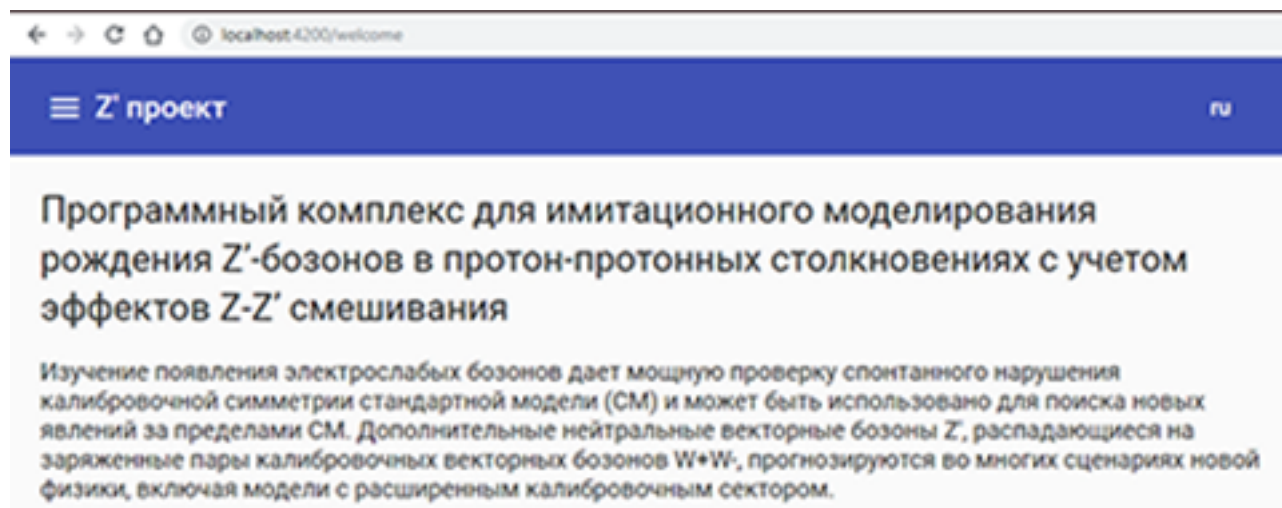 localhost:4200/welcome
Z' проект
ru
Программный комплекс для имитационного моделирования
рождения Z'-бозонов в протон-протонных столкновениях с учетом
эффектов Z-Z' смешивания
Изучение появления электрослабых бозонов дает мощную проверку спонтанного нарушения
калибровочной симметрии стандартной модели (СМ) и может быть использовано для поиска новых
явлений за пределами СМ. Дополнительные нейтральные векторные бозоны Z', распадающиеся на
заряженные пары калибровочных векторных бозонов W+W-, прогнозируются во многих сценариях новой
физики, включая модели с расширенным калибровочным сектором.